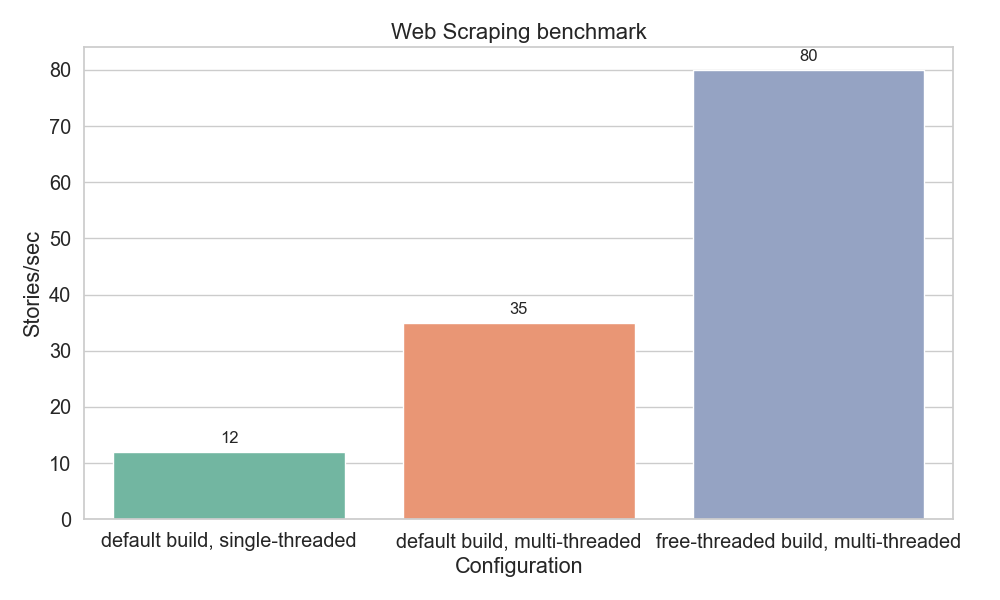 Web Scraping benchmark
80
80
70
60
50
40
35
30
20
12
10
0
Stories/sec
default build, single-threaded
default build, multi-threaded
free-threaded build, multi-threaded
Configuration